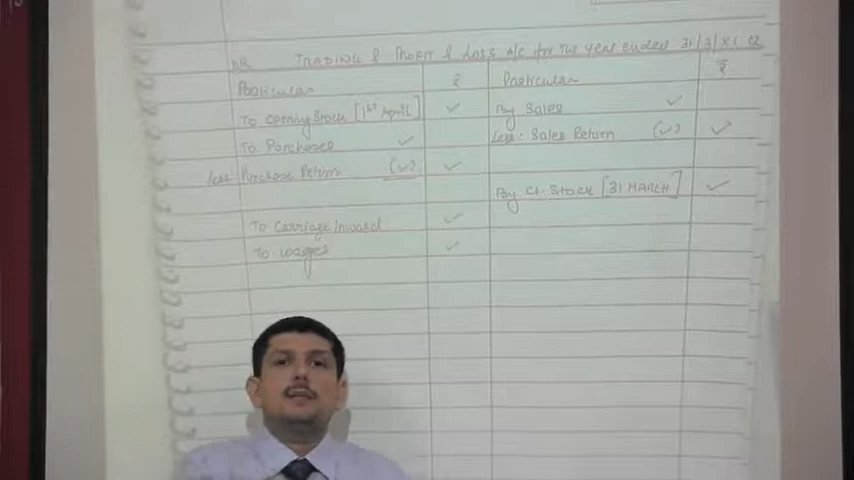 DR. TRADING & PROFIT & LOSS A/C for The year ended 31/3/X1 CR
Particular ₹ Particular ₹
To Opening Stock [1st April] ✓ By Sales ✓
To Purchases ✓ Less: Sales Return (✓) ✓
Less Purchase Return (✓) ✓
By Cl. Stock [31 MARCH] ✓
To Carriage Inward ✓
To wages ✓